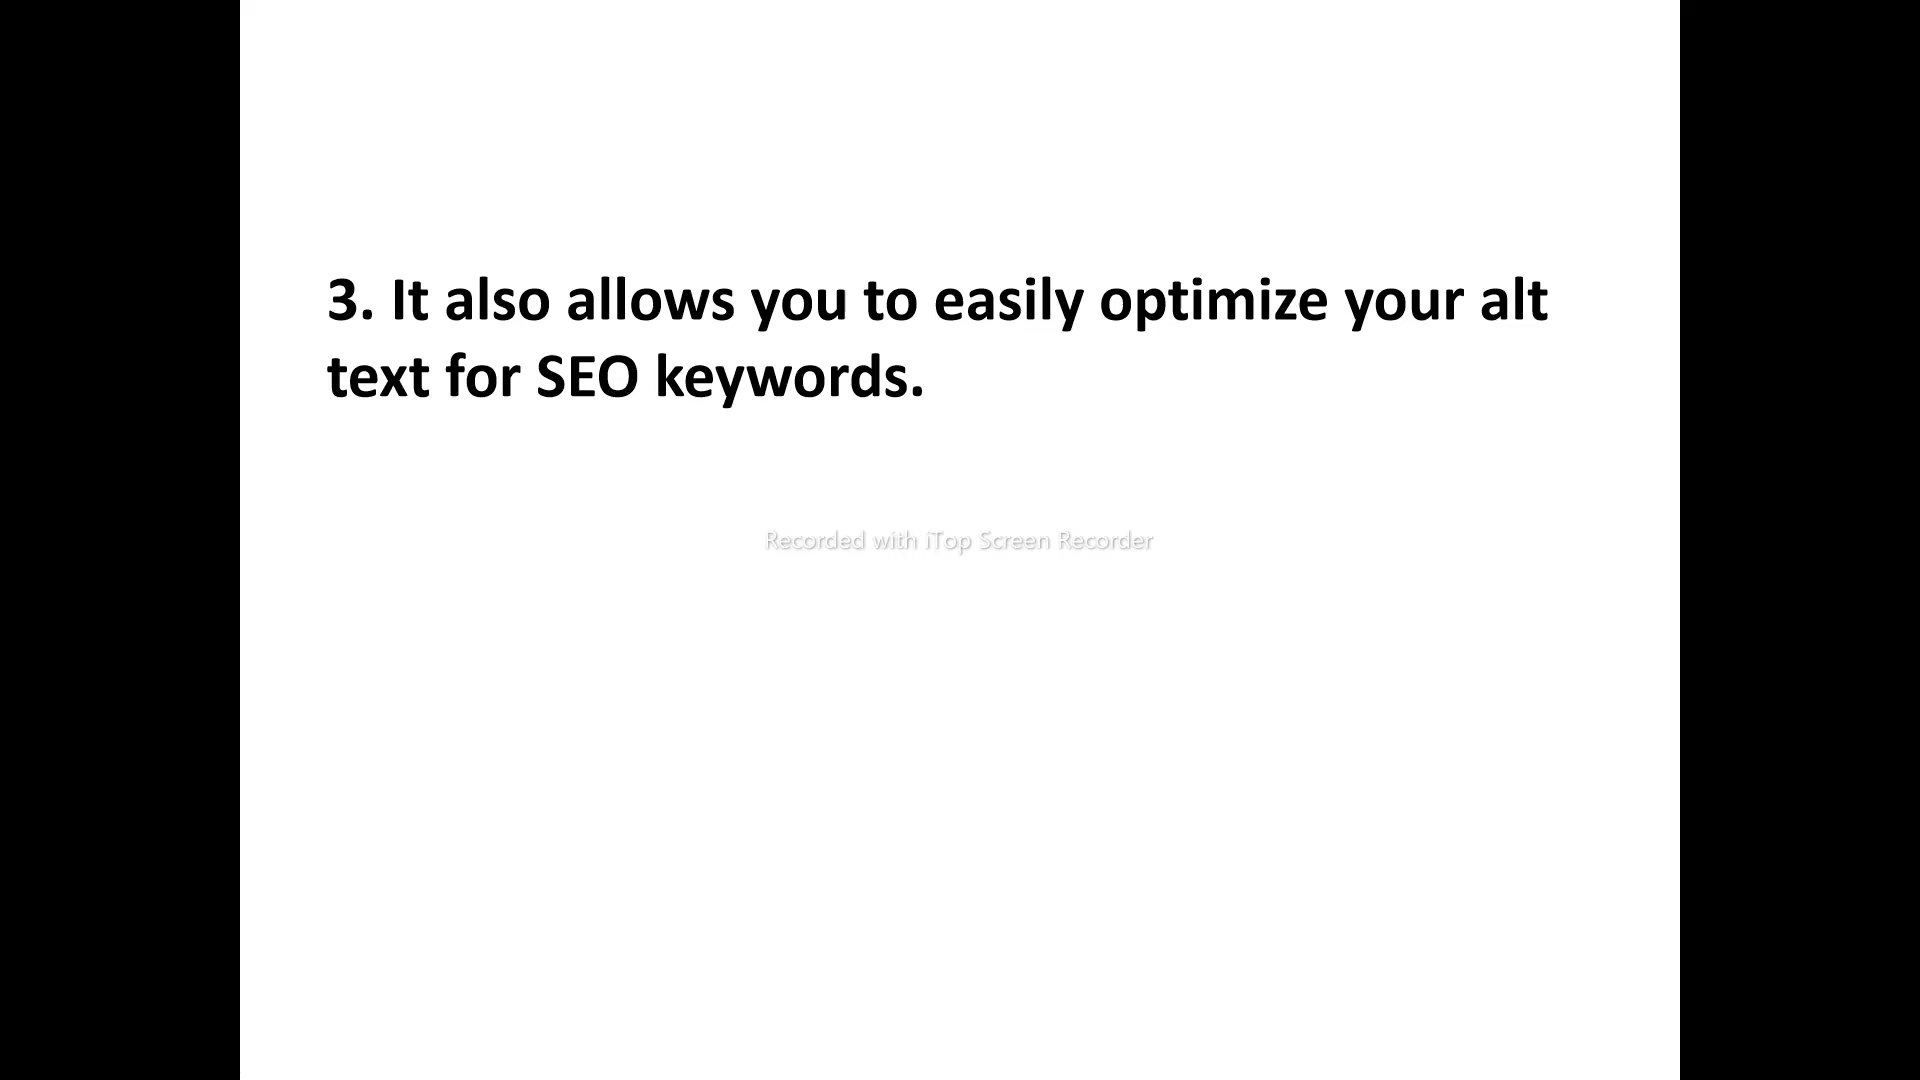 3. It also allows you to easily optimize your alt
text for SEO keywords.
Recorded with iTop Screen Recorder